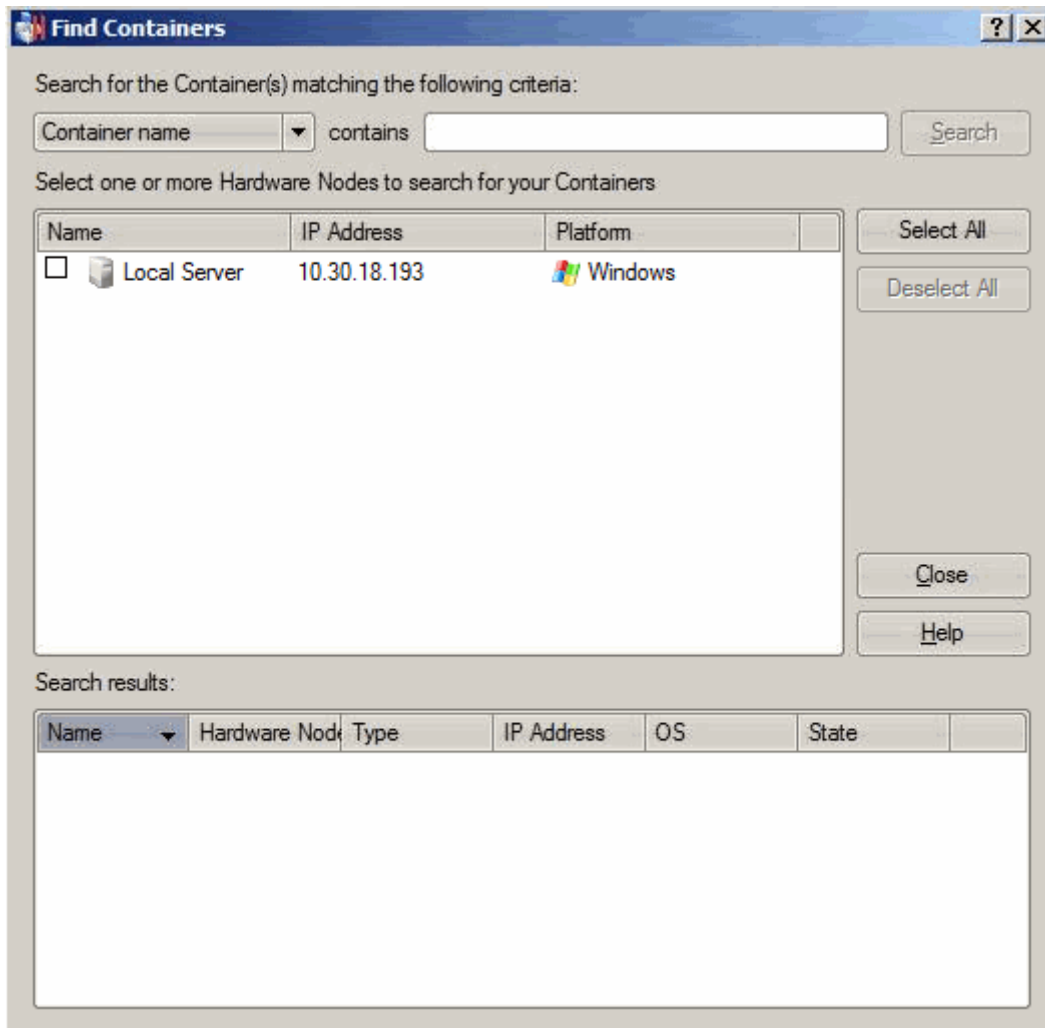 Find Containers
Search for the Container(s) matching the following criteria:
Container name contains Search
Select one or more Hardware Nodes to search for your Containers
Name IP Address Platform Select All
Local Server 10.30.18.193 Windows
Deselect All
Close
Help
Search results:
Name Hardware Node Type IP Address OS State